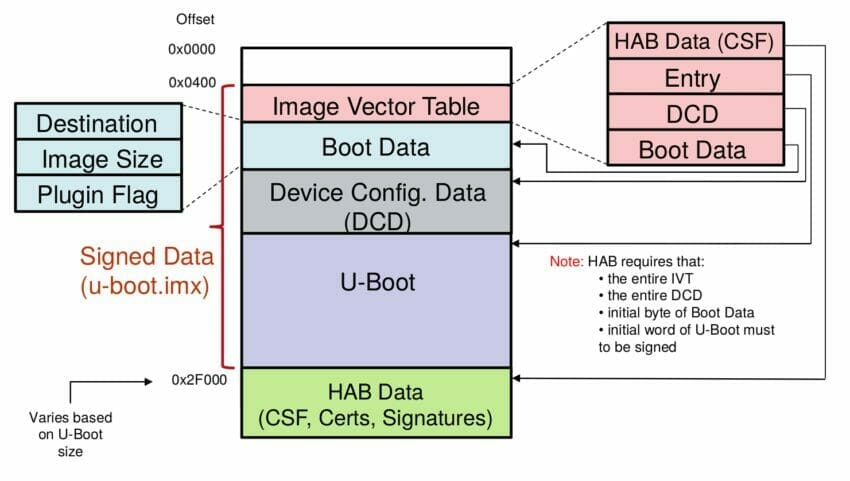 Offset
0x0000
0x0400
HAB Data (CSF)
Entry
DCD
Boot Data
Destination
Image Size
Plugin Flag
Image Vector Table
Boot Data
Device Config. Data
(DCD)
U-Boot
Signed Data
(u-boot.imx)
Note: HAB requires that:
• the entire IVT
• the entire DCD
• initial byte of Boot Data
• initial word of U-Boot must
to be signed
0x2F000
HAB Data
(CSF, Certs, Signatures)
Varies based
on U-Boot
size